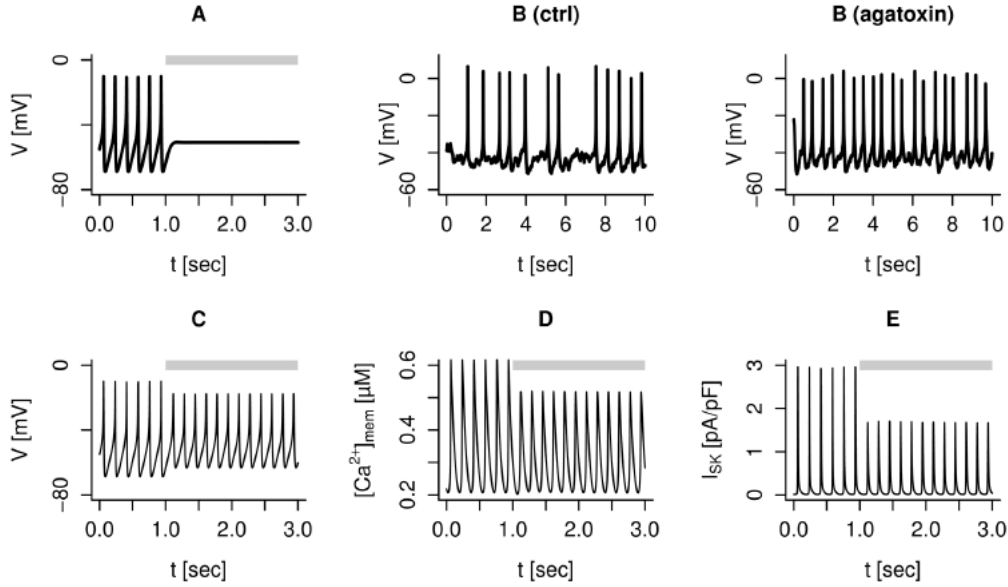 A
V [mV]
0
−80
0.0 1.0 2.0 3.0
t [sec]
B (ctrl)
V [mV]
0
−60
0 2 4 6 8 10
t [sec]
B (agatoxin)
V [mV]
0
−60
0 2 4 6 8 10
t [sec]
C
V [mV]
0
−80
0.0 1.0 2.0 3.0
t [sec]
D
[Ca²⁺]mem [µM]
0.6
0.4
0.2
0.0 1.0 2.0 3.0
t [sec]
E
ISK [pA/pF]
3
2
1
0
0.0 1.0 2.0 3.0
t [sec]